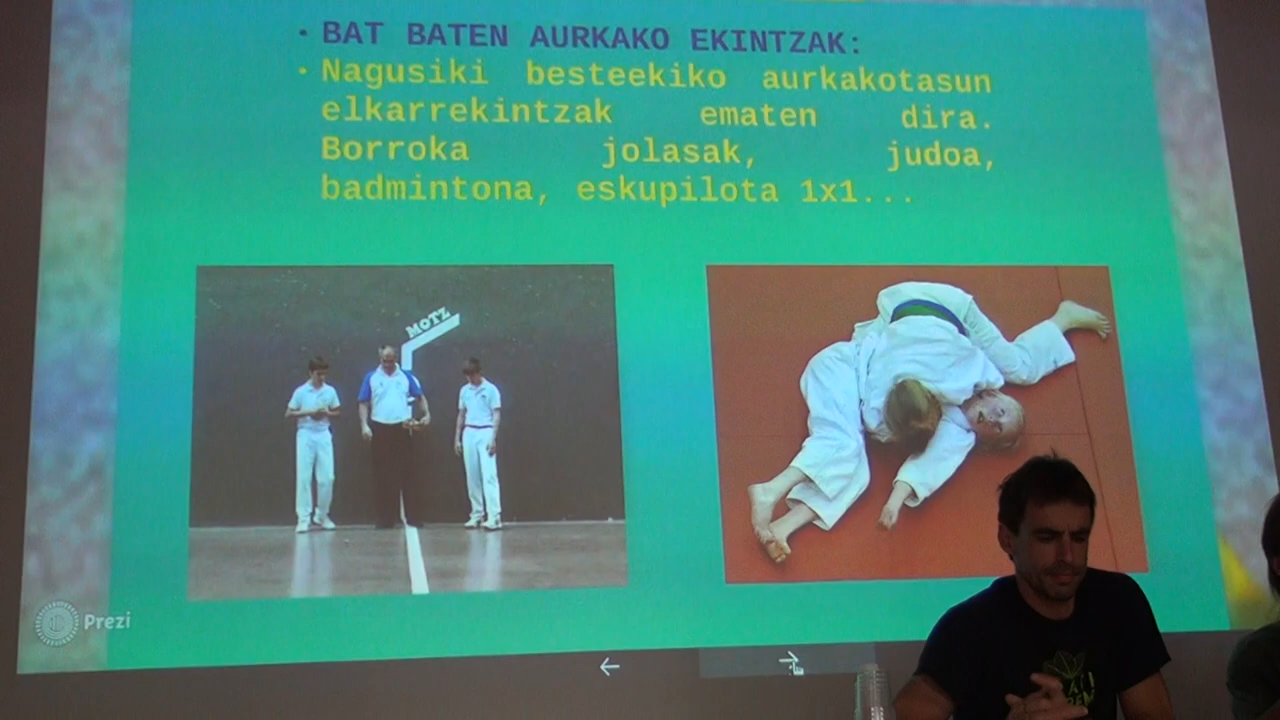 • BAT BATEN AURKAKO EKINTZAK:
• Nagusiki besteekiko aurkakotasun
elkarrekintzak ematen dira.
Borroka jolasak, judoa,
badmintona, eskupilota 1x1...
MOTZ
Prezi